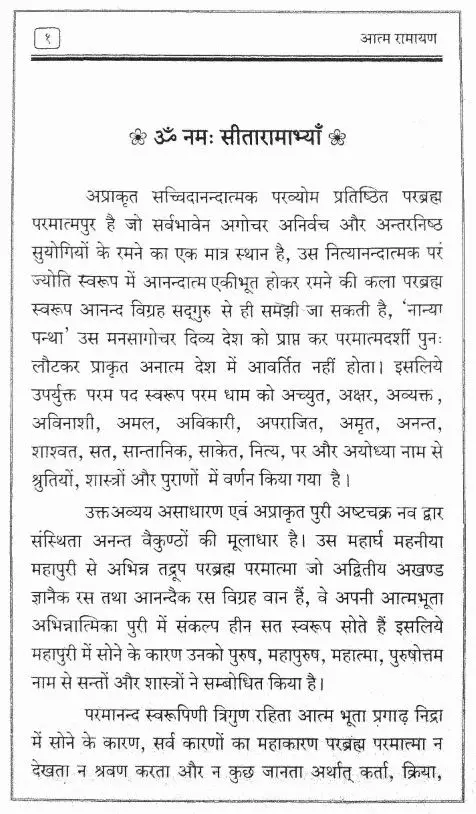 १
आत्म रामायण
ॐ नमः सीतारामाभ्याँ
अप्राकृत सच्चिदानन्दात्मक परव्योम प्रतिष्ठित परब्रह्म
परमात्मपुर है जो सर्वभावेन अगोचर अनिर्वच और अन्तरनिष्ठ
सुयोगियों के रमने का एक मात्र स्थान है, उस नित्यानन्दात्मक परं
ज्योति स्वरूप में आनन्दात्म एकीभूत होकर रमने की कला परब्रह्म
स्वरूप आनन्द विग्रह सद्गुरु से ही समझी जा सकती है, 'नान्या
पन्था' उस मनसागोचर दिव्य देश को प्राप्त कर परमात्मदर्शी पुनः
लौटकर प्राकृत अनात्म देश में आवर्तित नहीं होता। इसलिये
उपर्युक्त परम पद स्वरूप परम धाम को अच्युत, अक्षर, अव्यक्त,
अविनाशी, अमल, अविकारी, अपराजित, अमृत, अनन्त,
शाश्वत, सत, सान्तानिक, साकेत, नित्य, पर और अयोध्या नाम से
श्रुतियों, शास्त्रों और पुराणों में वर्णन किया गया है।
उक्त अव्यय असाधारण एवं अप्राकृत पुरी अष्टचक्र नव द्वार
संस्थिता अनन्त वैकुण्ठों की मूलाधार है। उस महार्घ महनीया
महापुरी से अभिन्न तद्रूप परब्रह्म परमात्मा जो अद्वितीय अखण्ड
ज्ञानैक रस तथा आनन्दैक रस विग्रह वान हैं, वे अपनी आत्मभूता
अभिन्नात्मिका पुरी में संकल्प हीन सत स्वरूप सोते हैं इसलिये
महापुरी में सोने के कारण उनको पुरुष, महापुरुष, महात्मा, पुरुषोत्तम
नाम से सन्तों और शास्त्रों ने सम्बोधित किया है।
परमानन्द स्वरूपिणी त्रिगुण रहिता आत्म भूता प्रगाढ़ निद्रा
में सोने के कारण, सर्व कारणों का महाकारण परब्रह्म परमात्मा न
देखता न श्रवण करता और न कुछ जानता अर्थात् कर्ता, क्रिया,